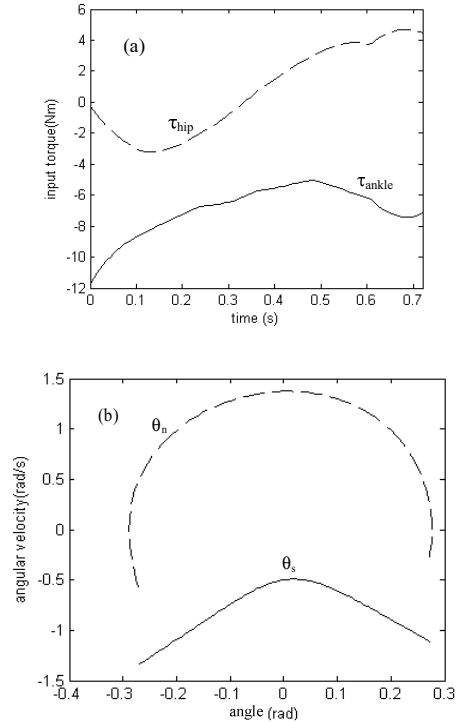 6
4
2
0
-2
-4
-6
-8
-10
-12
input torque(Nm)
(a)
τhip
τankle
0 0.1 0.2 0.3 0.4 0.5 0.6 0.7
time (s)
1.5
1
0.5
0
-0.5
-1
-1.5
angular velocity(rad/s)
(b)
θn
θs
-0.4 -0.3 -0.2 -0.1 0 0.1 0.2 0.3
angle (rad)